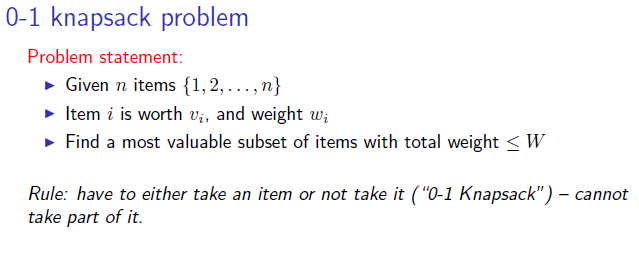 0-1 knapsack problem
Problem statement:
▶ Given n items {1, 2, . . . , n}
▶ Item i is worth vᵢ, and weight wᵢ
▶ Find a most valuable subset of items with total weight ≤ W
Rule: have to either take an item or not take it (“0-1 Knapsack”) – cannot
take part of it.